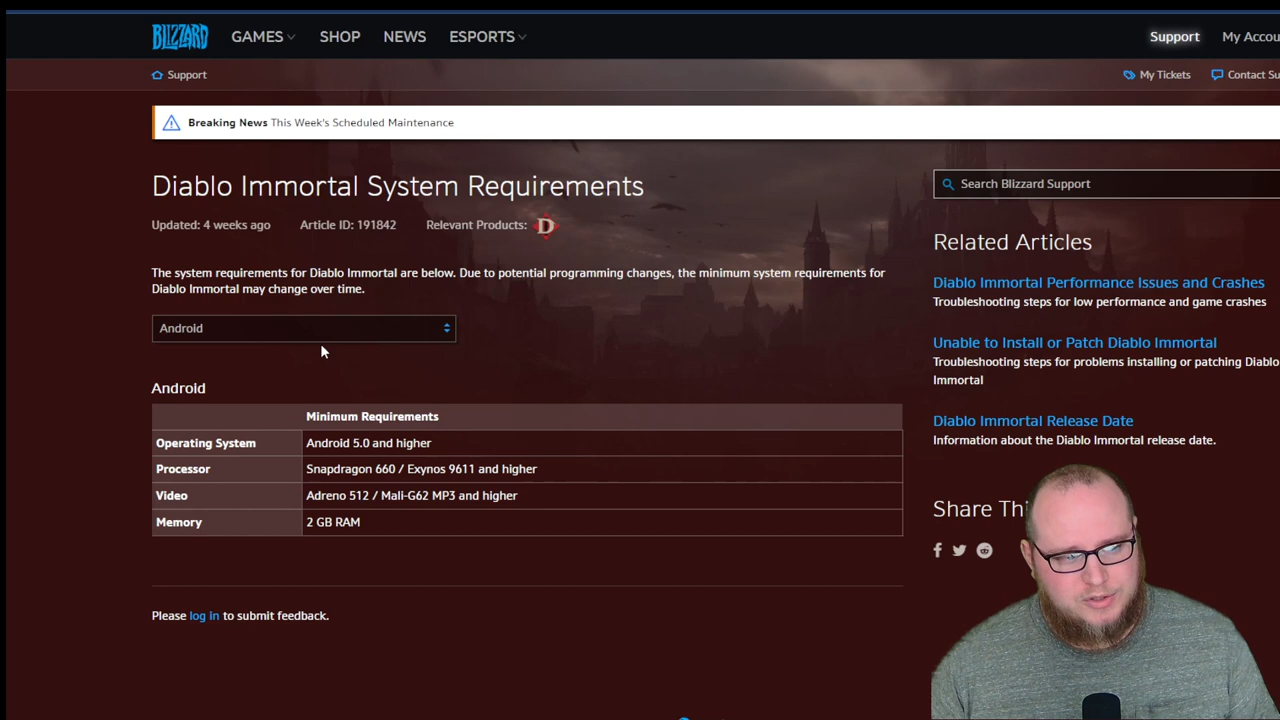 BLIZZARD GAMES SHOP NEWS ESPORTS Support My Accou
Support My Tickets Contact Su
Breaking News This Week's Scheduled Maintenance
Diablo Immortal System Requirements
Updated: 4 weeks ago Article ID: 191842 Relevant Products: D
The system requirements for Diablo Immortal are below. Due to potential programming changes, the minimum system requirements for
Diablo Immortal may change over time.
Android
Android
Minimum Requirements
Operating System Android 5.0 and higher
Processor Snapdragon 660 / Exynos 9611 and higher
Video Adreno 512 / Mali-G62 MP3 and higher
Memory 2 GB RAM
Please log in to submit feedback.
Search Blizzard Support
Related Articles
Diablo Immortal Performance Issues and Crashes
Troubleshooting steps for low performance and game crashes
Unable to Install or Patch Diablo Immortal
Troubleshooting steps for problems installing or patching Diablo
Immortal
Diablo Immortal Release Date
Information about the Diablo Immortal release date.
Share Thi